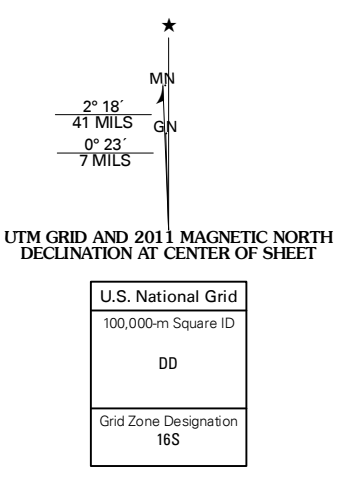 ★
MN
2° 18´
41 MILS
GN
0° 23´
7 MILS
UTM GRID AND 2011 MAGNETIC NORTH
DECLINATION AT CENTER OF SHEET
U.S. National Grid
100,000-m Square ID
DD
Grid Zone Designation
16S